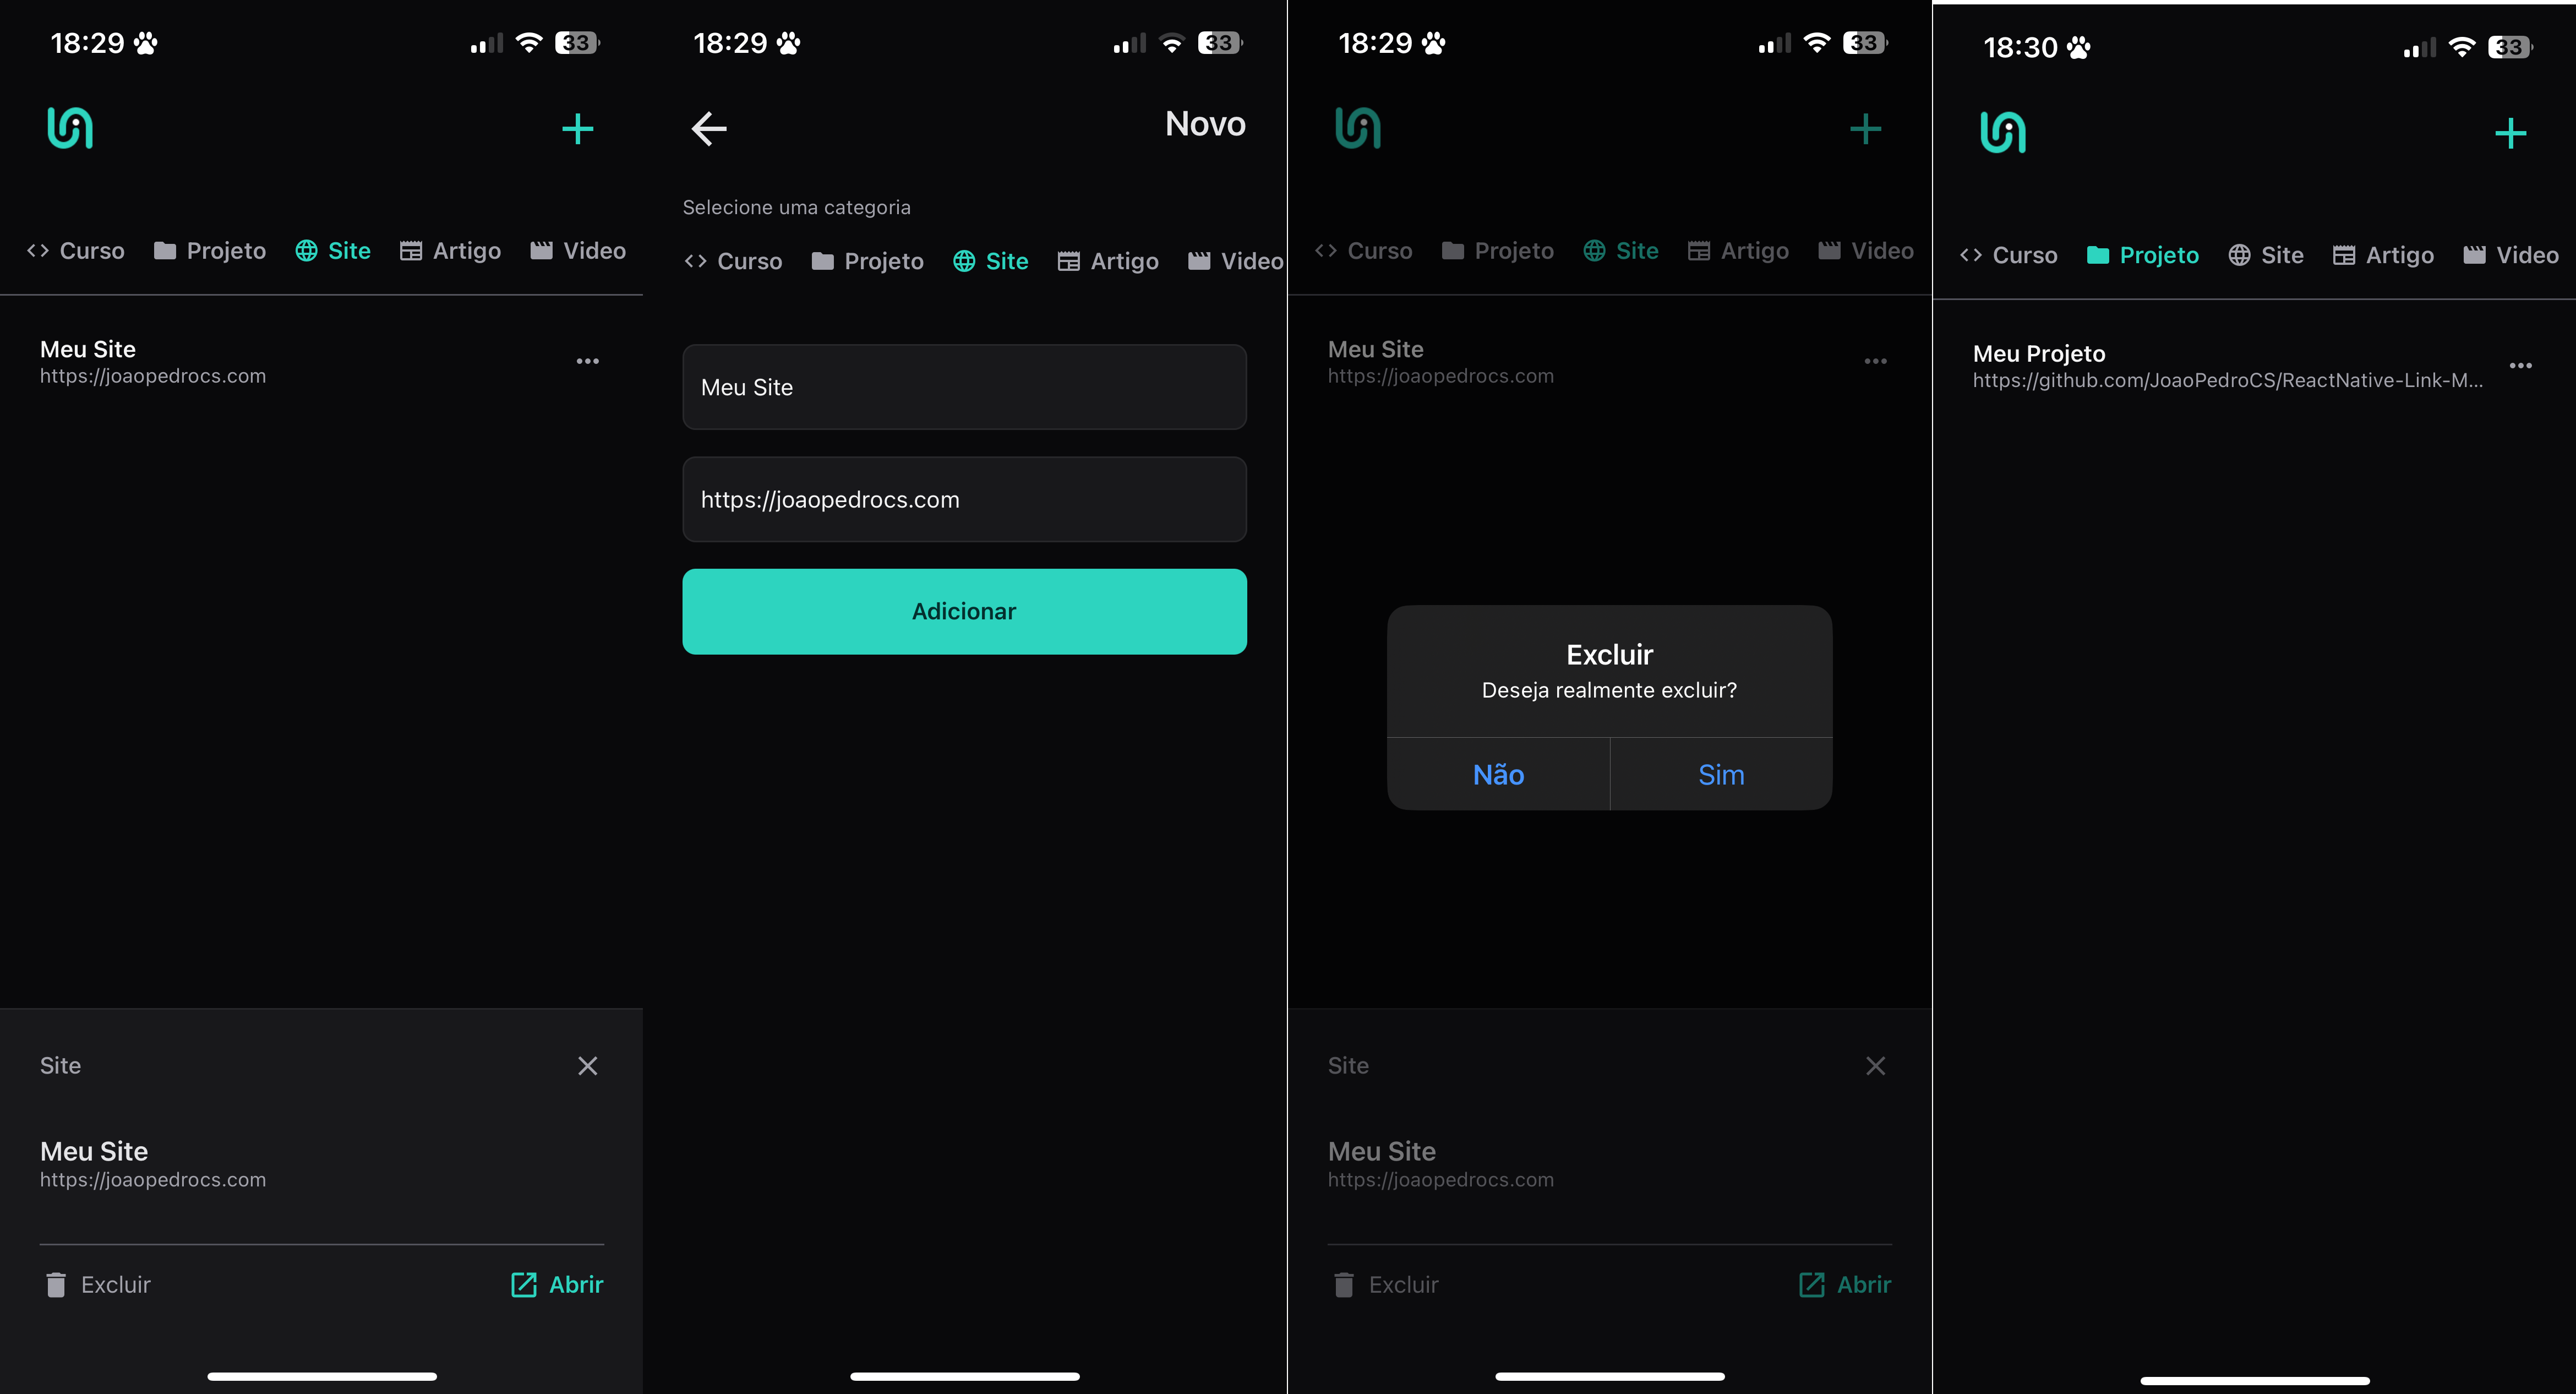 18:29
33
Curso Projeto Site Artigo Video
Meu Site
https://joaopedrocs.com
Site
Meu Site
https://joaopedrocs.com
Excluir Abrir
18:29
33
Novo
Selecione uma categoria
Curso Projeto Site Artigo Video
Meu Site
https://joaopedrocs.com
Adicionar
18:29
33
Curso Projeto Site Artigo Video
Meu Site
https://joaopedrocs.com
Excluir
Deseja realmente excluir?
Não Sim
Site
Meu Site
https://joaopedrocs.com
Excluir Abrir
18:30
33
Curso Projeto Site Artigo Video
Meu Projeto
https://github.com/JoaoPedroCS/ReactNative-Link-M...